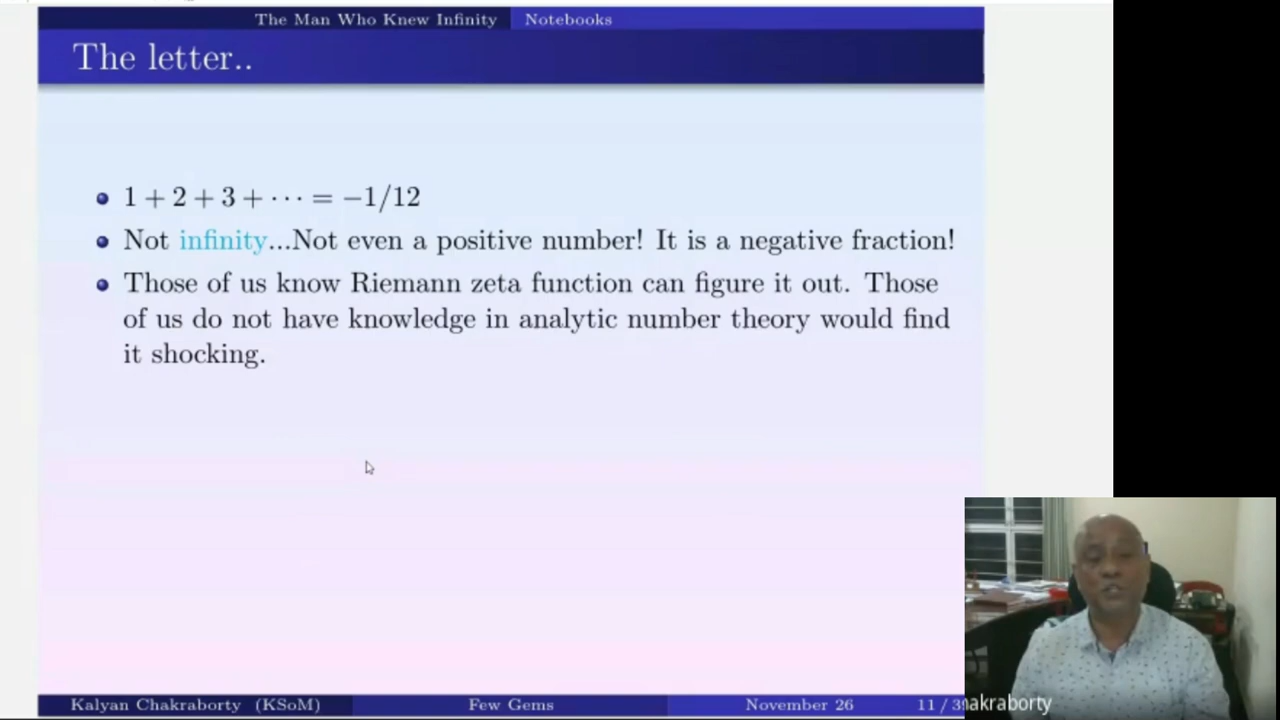 The Man Who Knew Infinity Notebooks
The letter..
1 + 2 + 3 + ··· = −1/12
Not infinity...Not even a positive number! It is a negative fraction!
Those of us know Riemann zeta function can figure it out. Those
of us do not have knowledge in analytic number theory would find
it shocking.
Kalyan Chakraborty (KSoM) Few Gems November 26 11 / 3
akraborty